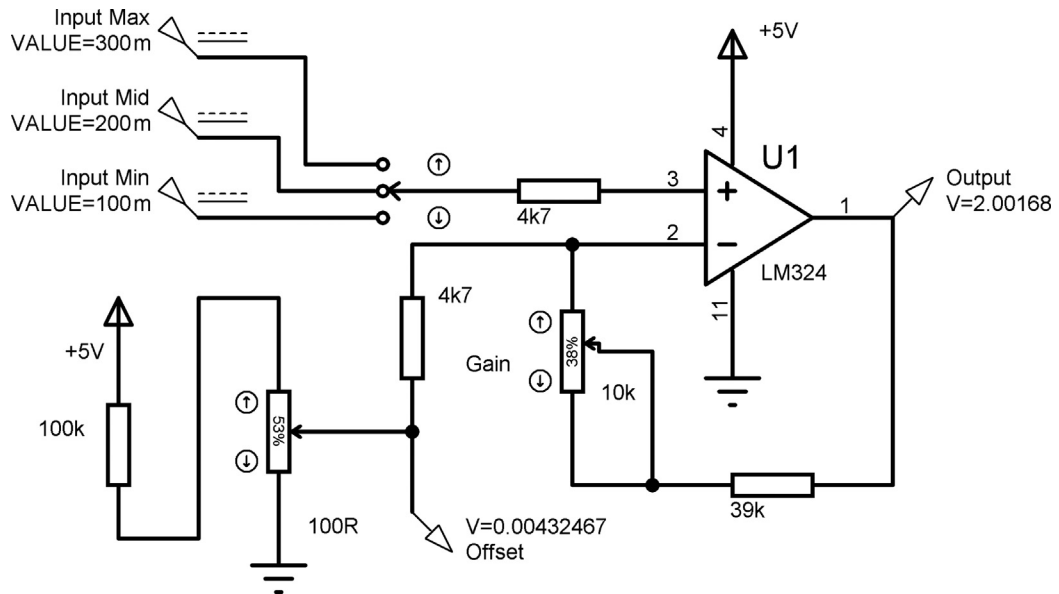 Input Max
VALUE=300m
Input Mid
VALUE=200m
Input Min
VALUE=100m
+5V
4
U1
3
4k7
+
1
Output
V=2.00168
2
−
LM324
11
4k7
+5V
Gain
38%
10k
100k
53%
39k
100R
V=0.00432467
Offset